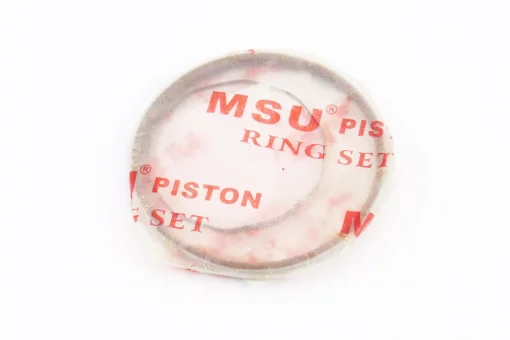 MSU® PIS
RING SET
® PISTON
G SET
M